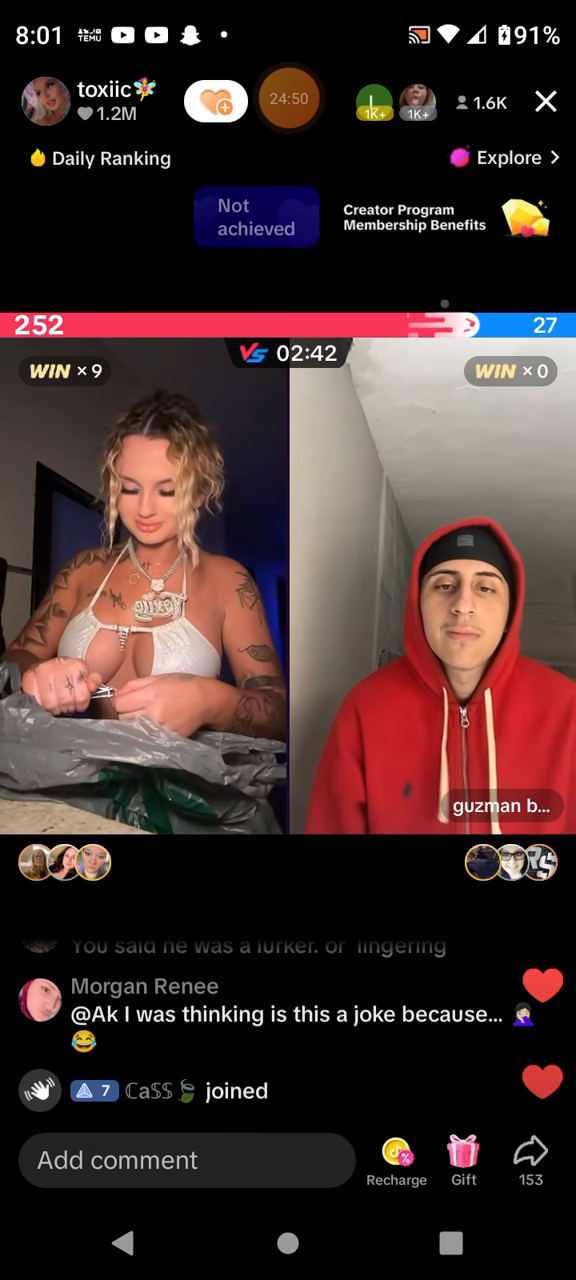 8:01
TEMU
91%
toxiic
1.2M
24:50
L
1K+
1K+
1.6K
Daily Ranking
Explore >
Not
achieved
Creator Program
Membership Benefits
252
27
VS 02:42
WIN × 9
WIN × 0
guzman b...
You said he was a lurker. or lingering
Morgan Renee
@Ak I was thinking is this a joke because... 🤦🏻‍♀️
😂
7 ℂa$$🍃 joined
Add comment
Recharge
Gift
153